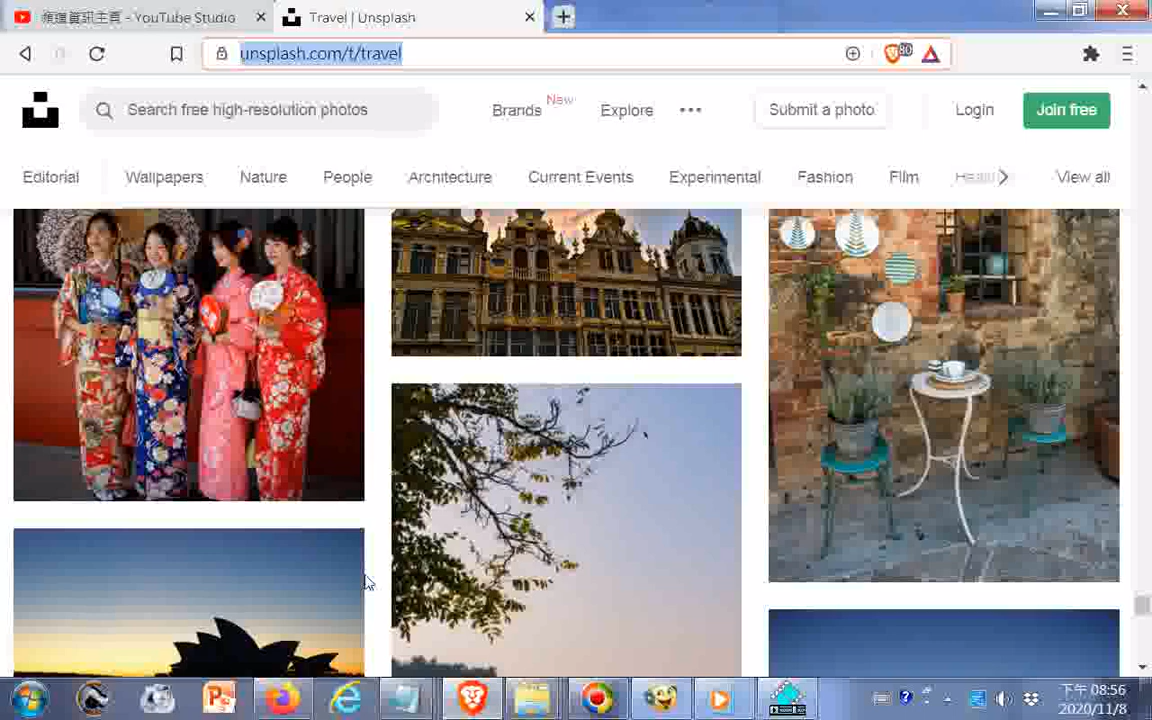 頻道資訊主頁 - YouTube Studio
Travel | Unsplash
unsplash.com/t/travel
80
Search free high-resolution photos
Brands
New
Explore
Submit a photo
Login
Join free
Editorial
Wallpapers
Nature
People
Architecture
Current Events
Experimental
Fashion
Film
View all
下午 08:56
2020/11/8